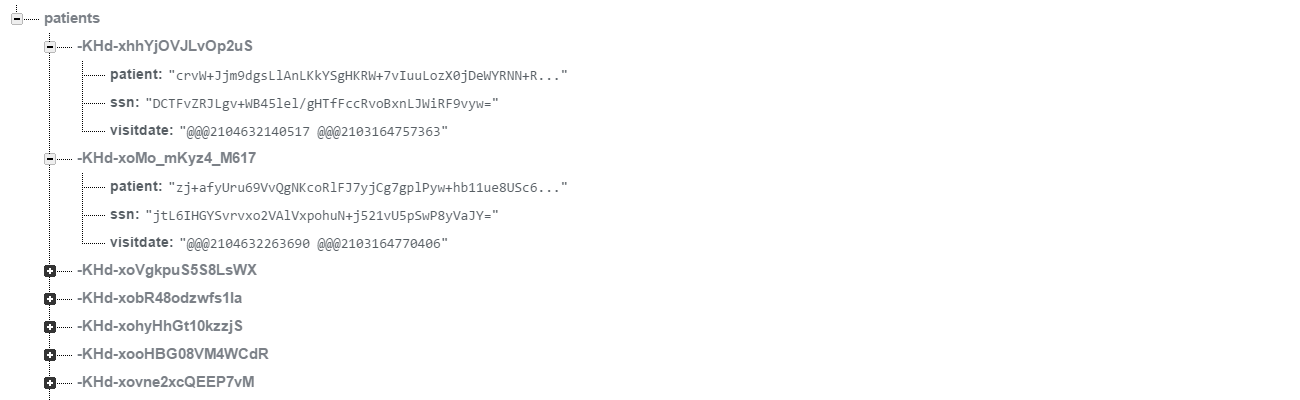 patients
-KHd-xhhYjOVJLvOp2uS
patient: "crvW+Jjm9dgsLlAnLKkYSgHKRW+7vIuuLozX0jDeWYRNN+R..."
ssn: "DCTFvZRJLgv+WB45lel/gHTfFccRvoBxnLJWiRF9vyw="
visitdate: "@@@2104632140517 @@@2103164757363"
-KHd-xoMo_mKyz4_M617
patient: "zj+afyUru69VvQgNKcoRlFJ7yjCg7gplPyw+hb11ue8USc6..."
ssn: "jtL6IHGYSvrvxo2VAlVxpohuN+j521vU5pSwP8yVaJY="
visitdate: "@@@2104632263690 @@@2103164770406"
-KHd-xoVgkpuS5S8LsWX
-KHd-xobR48odzwfs1la
-KHd-xohyHhGt10kzzjS
-KHd-xooHBG08VM4WCdR
-KHd-xovne2xcQEEP7vM